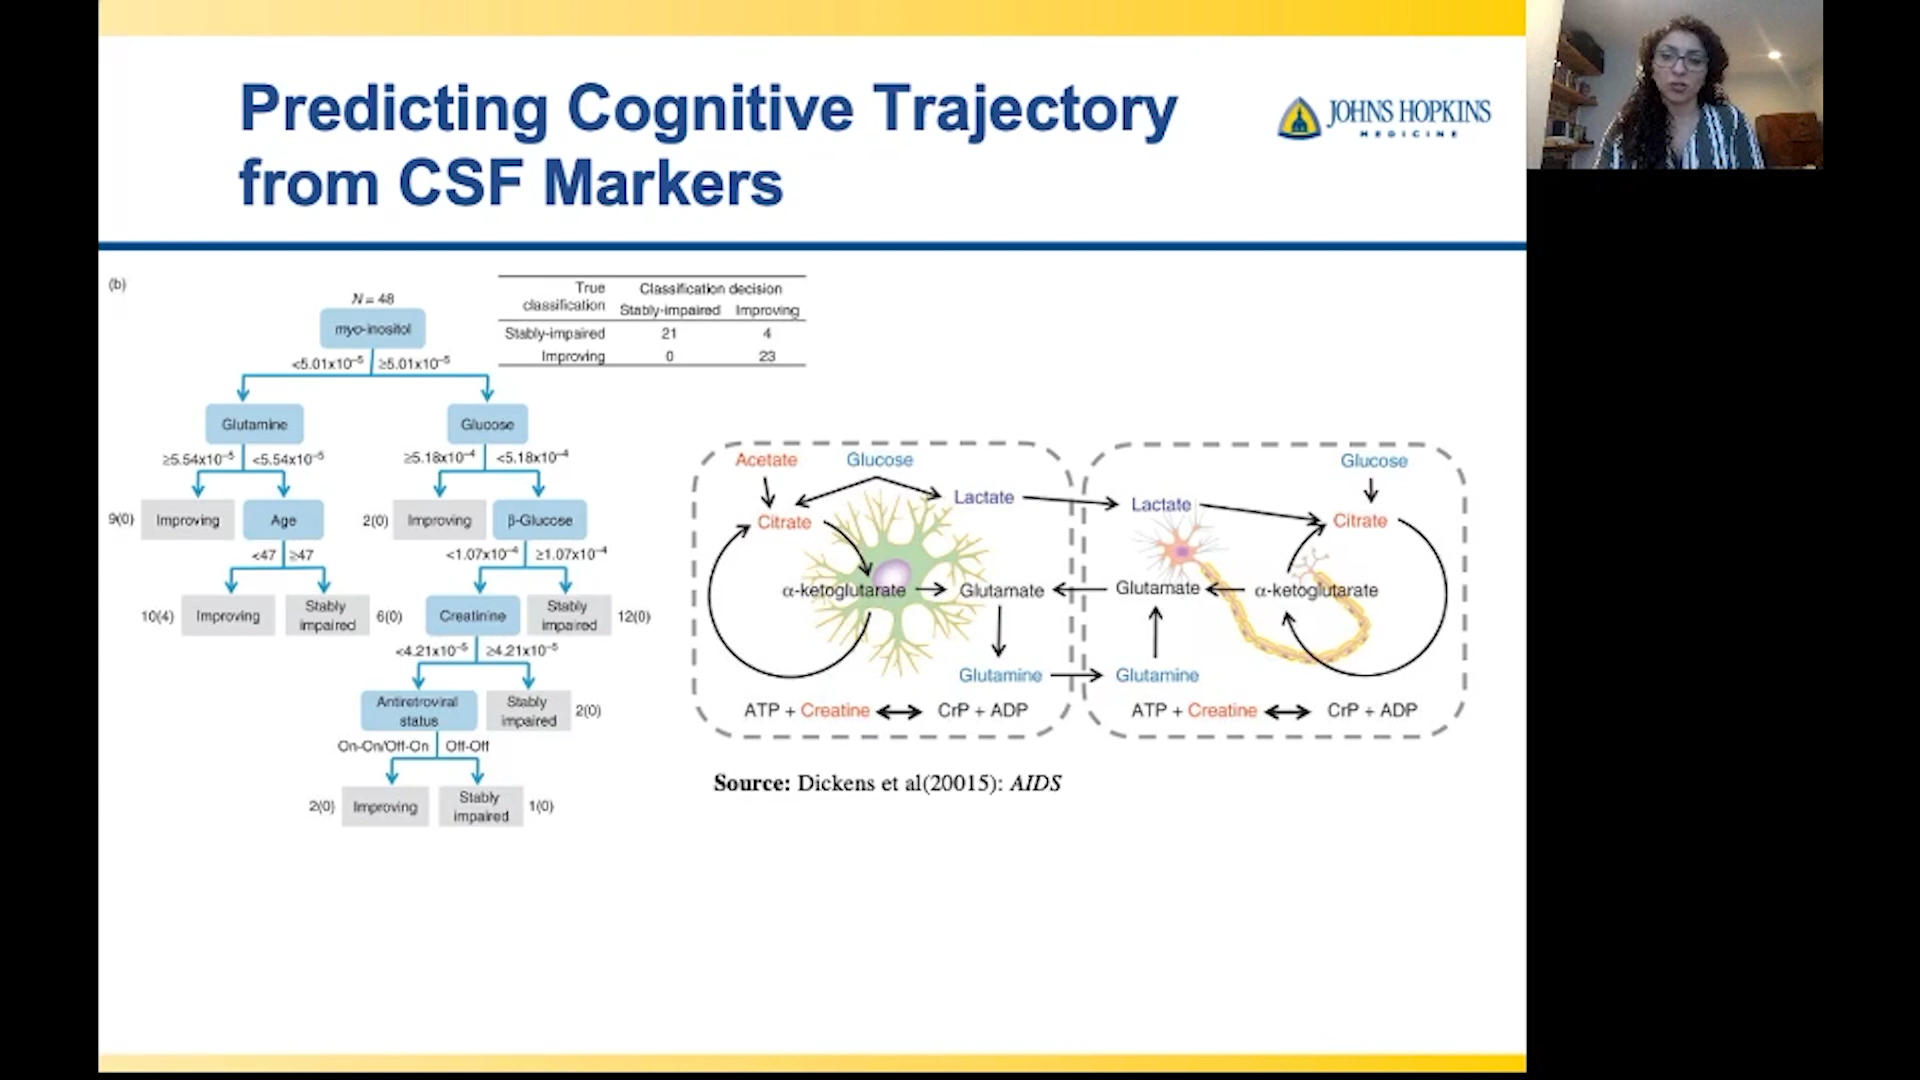 Predicting Cognitive Trajectory
from CSF Markers
JOHNS HOPKINS
MEDICINE
(b)
N = 48
myo-inositol
<5.01x10⁻⁵ ≥5.01x10⁻⁵
Glutamine
Glucose
≥5.54x10⁻⁵ <5.54x10⁻⁵
≥5.18x10⁻⁴ <5.18x10⁻⁴
9(0) Improving
Age
2(0) Improving
β-Glucose
<47 ≥47
<1.07x10⁻⁴ ≥1.07x10⁻⁴
10(4) Improving
Stably
impaired
6(0)
Creatinine
Stably
impaired
12(0)
<4.21x10⁻⁵ ≥4.21x10⁻⁵
Antiretroviral
status
Stably
impaired
2(0)
On-On/Off-On Off-Off
2(0) Improving
Stably
impaired
1(0)
True
classification
Classification decision
Stably-impaired Improving
Stably-impaired 21 4
Improving 0 23
Acetate Glucose
Lactate
Citrate
α-ketoglutarate Glutamate
Glutamine
ATP + Creatine CrP + ADP
Glucose
Lactate
Citrate
Glutamate α-ketoglutarate
Glutamine
ATP + Creatine CrP + ADP
Source: Dickens et al(20015): AIDS